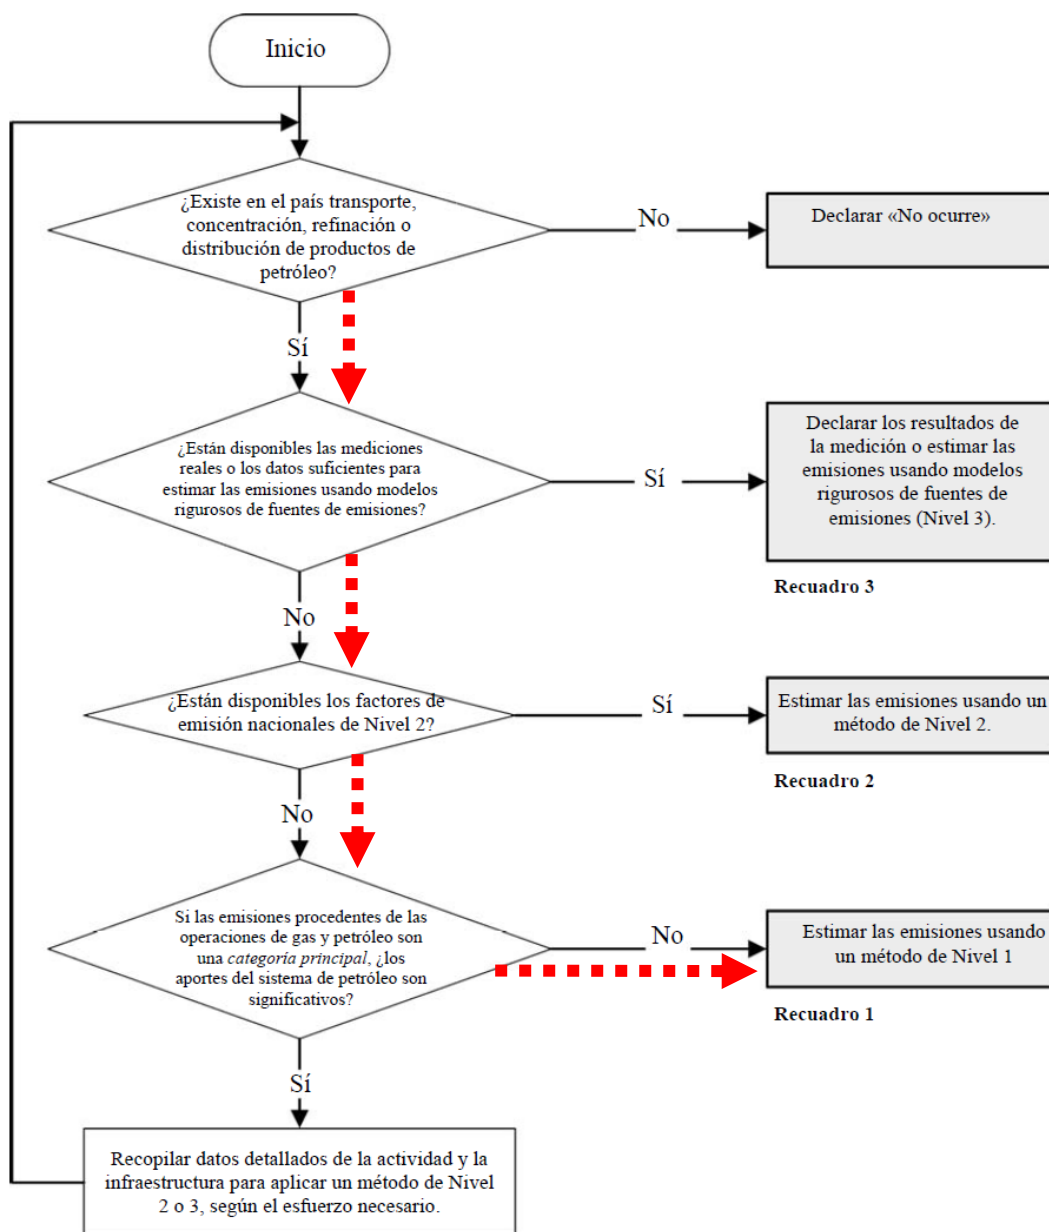 Inicio
¿Existe en el país transporte,
concentración, refinación o
distribución de productos de
petróleo?
No
Declarar «No ocurre»
Sí
¿Están disponibles las mediciones
reales o los datos suficientes para
estimar las emisiones usando modelos
rigurosos de fuentes de emisiones?
Sí
Declarar los resultados de
la medición o estimar las
emisiones usando modelos
rigurosos de fuentes de
emisiones (Nivel 3).
Recuadro 3
No
¿Están disponibles los factores de
emisión nacionales de Nivel 2?
Sí
Estimar las emisiones usando un
método de Nivel 2.
Recuadro 2
No
Si las emisiones procedentes de las
operaciones de gas y petróleo son
una categoría principal, ¿los
aportes del sistema de petróleo son
significativos?
No
Estimar las emisiones usando
un método de Nivel 1
Recuadro 1
Sí
Recopilar datos detallados de la actividad y la
infraestructura para aplicar un método de Nivel
2 o 3, según el esfuerzo necesario.